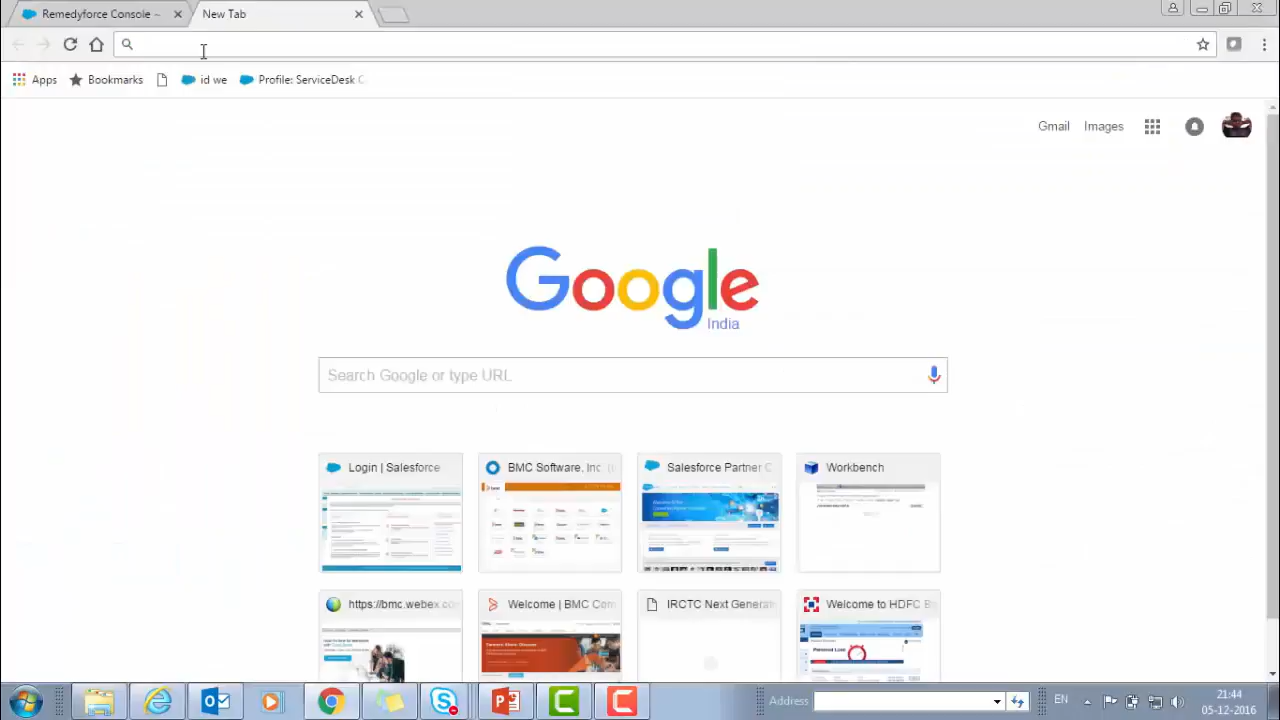 Remedyforce Console –
New Tab
Apps
Bookmarks
id we
Profile: ServiceDesk C
Gmail
Images
Google
India
Search Google or type URL
Login | Salesforce
BMC Software, Inc. (
Salesforce Partner C
Workbench
https://bmc.webex.co
Welcome | BMC Com
IRCTC Next Generat
Welcome to HDFC B
Personal Loan
Address
EN
21:44
05-12-2016